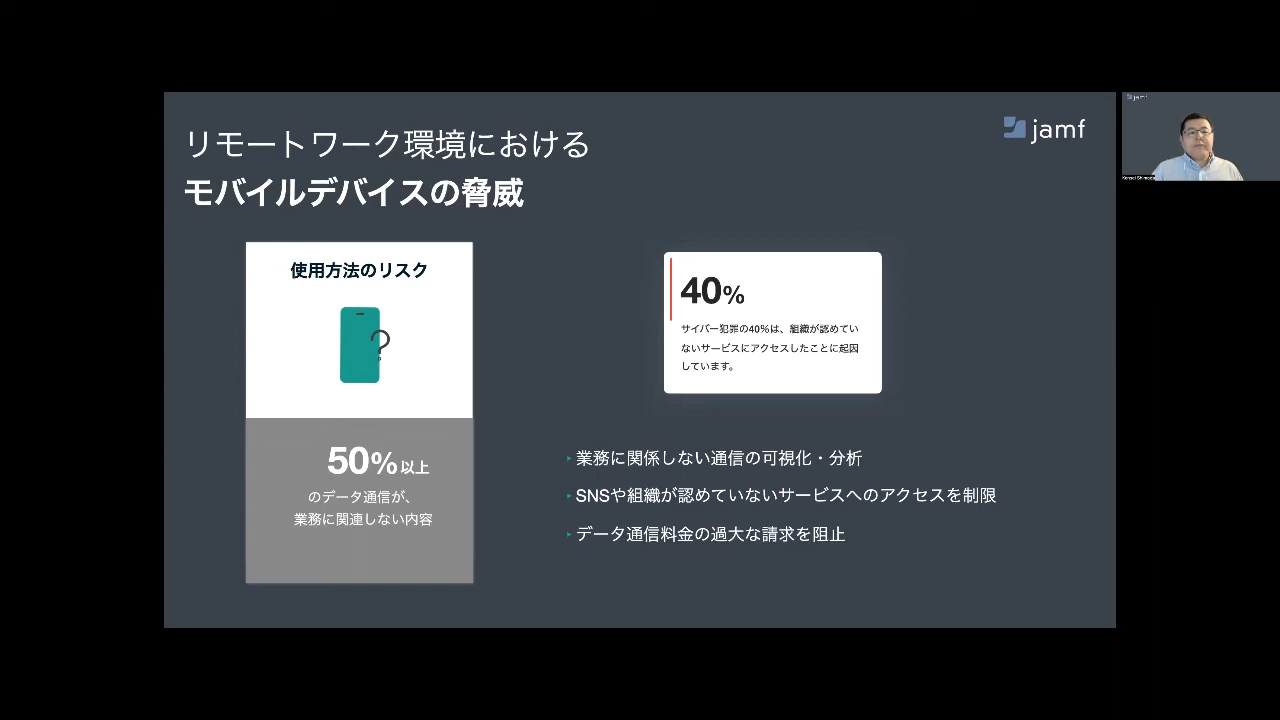 リモートワーク環境における
モバイルデバイスの脅威
jamf
jamf
Kensei Shimoda
使用方法のリスク
?
50%以上
のデータ通信が、
業務に関連しない内容
40%
サイバー犯罪の40%は、組織が認めてい
ないサービスにアクセスしたことに起因
しています。
▸業務に関係しない通信の可視化・分析
▸SNSや組織が認めていないサービスへのアクセスを制限
▸データ通信料金の過大な請求を阻止